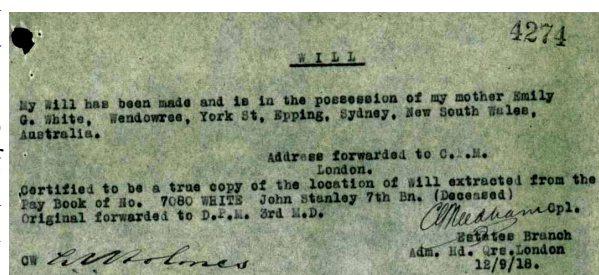 4274
WILL
My Will has been made and is in the possession of my mother Emily
G. White, Wendowree, York St, Epping, Sydney, New South Wales,
Australia.
Address forwarded to C.P.M.
London.
Certified to be a true copy of the location of Will extracted from the
Pay Book of No. 7080 WHITE John Stanley 7th Bn. (Deceased)
Original forwarded to D.P.M. 3rd M.D.
Needham Cpl.
Estates Branch
CW Holmes Adm. Hd. Qrs.London
12/9/18.